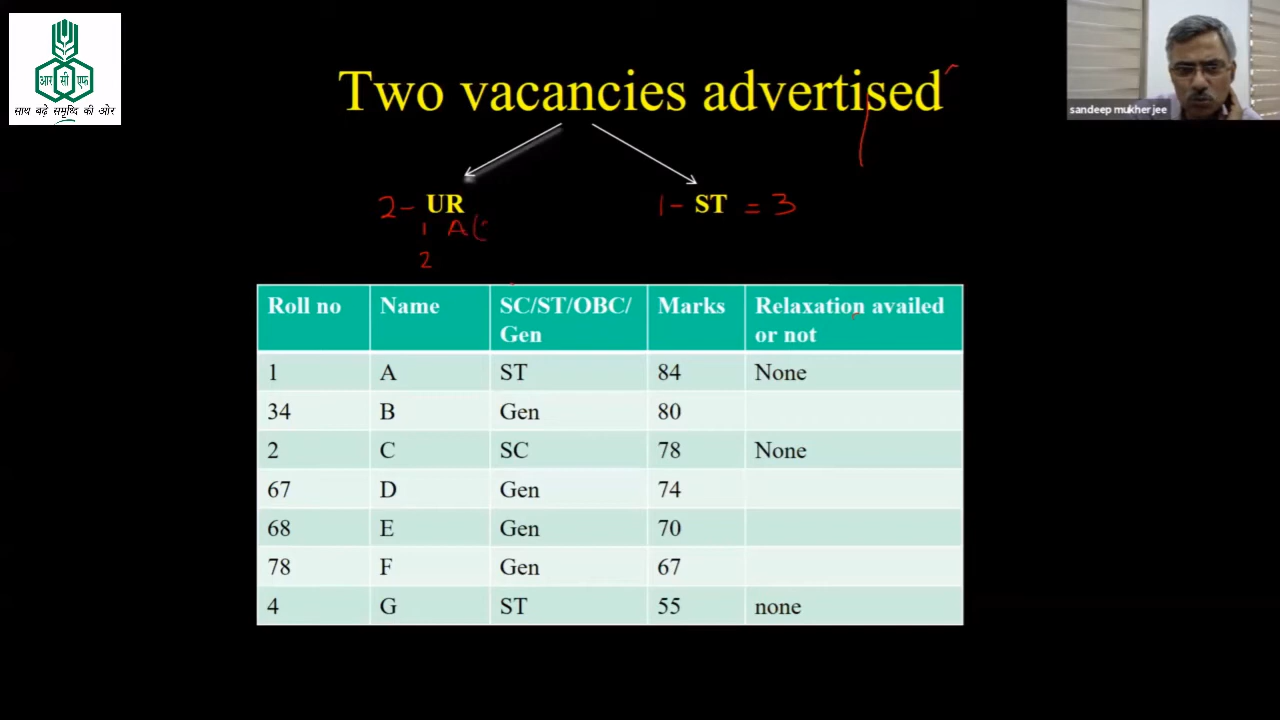 आर सी एफ
साथ बढ़ें समृद्धि की ओर
Two vacancies advertised
sandeep mukherjee
2- UR
1- ST = 3
1 A(
2
Roll no Name SC/ST/OBC/Gen Marks Relaxation availed or not
1 A ST 84 None
34 B Gen 80
2 C SC 78 None
67 D Gen 74
68 E Gen 70
78 F Gen 67
4 G ST 55 none